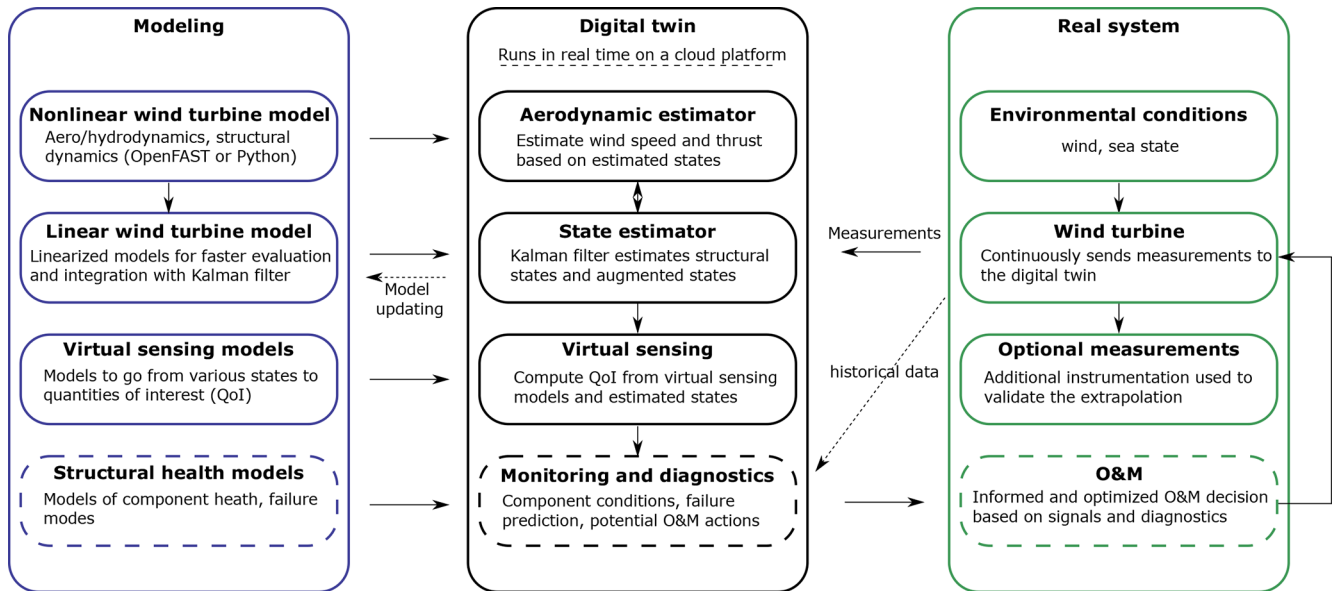 Modeling
Nonlinear wind turbine model
Aero/hydrodynamics, structural
dynamics (OpenFAST or Python)
Linear wind turbine model
Linearized models for faster evaluation
and integration with Kalman filter
Virtual sensing models
Models to go from various states to
quantities of interest (QoI)
Structural health models
Models of component heath, failure
modes
Model
updating
Digital twin
Runs in real time on a cloud platform
Aerodynamic estimator
Estimate wind speed and thrust
based on estimated states
State estimator
Kalman filter estimates structural
states and augmented states
Virtual sensing
Compute QoI from virtual sensing
models and estimated states
Monitoring and diagnostics
Component conditions, failure
prediction, potential O&M actions
Measurements
historical data
Real system
Environmental conditions
wind, sea state
Wind turbine
Continuously sends measurements to
the digital twin
Optional measurements
Additional instrumentation used to
validate the extrapolation
O&M
Informed and optimized O&M decision
based on signals and diagnostics